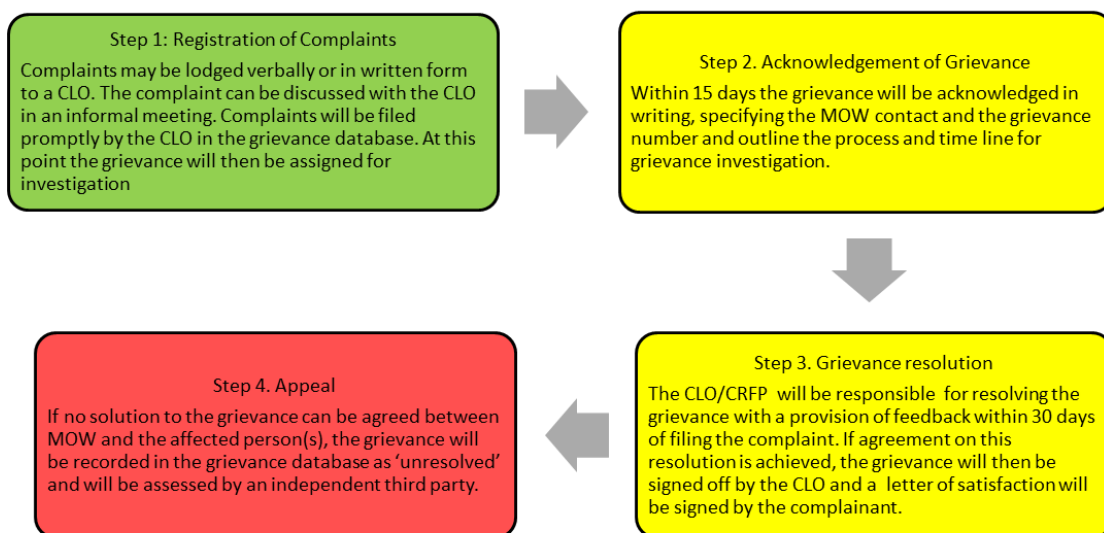 Step 1: Registration of Complaints
Complaints may be lodged verbally or in written form
to a CLO. The complaint can be discussed with the CLO
in an informal meeting. Complaints will be filed
promptly by the CLO in the grievance database. At this
point the grievance will then be assigned for
investigation
Step 2. Acknowledgement of Grievance
Within 15 days the grievance will be acknowledged in
writing, specifying the MOW contact and the grievance
number and outline the process and time line for
grievance investigation.
Step 3. Grievance resolution
The CLO/CRFP will be responsible for resolving the
grievance with a provision of feedback within 30 days
of filing the complaint. If agreement on this
resolution is achieved, the grievance will then be
signed off by the CLO and a letter of satisfaction will
be signed by the complainant.
Step 4. Appeal
If no solution to the grievance can be agreed between
MOW and the affected person(s), the grievance will
be recorded in the grievance database as ‘unresolved’
and will be assessed by an independent third party.